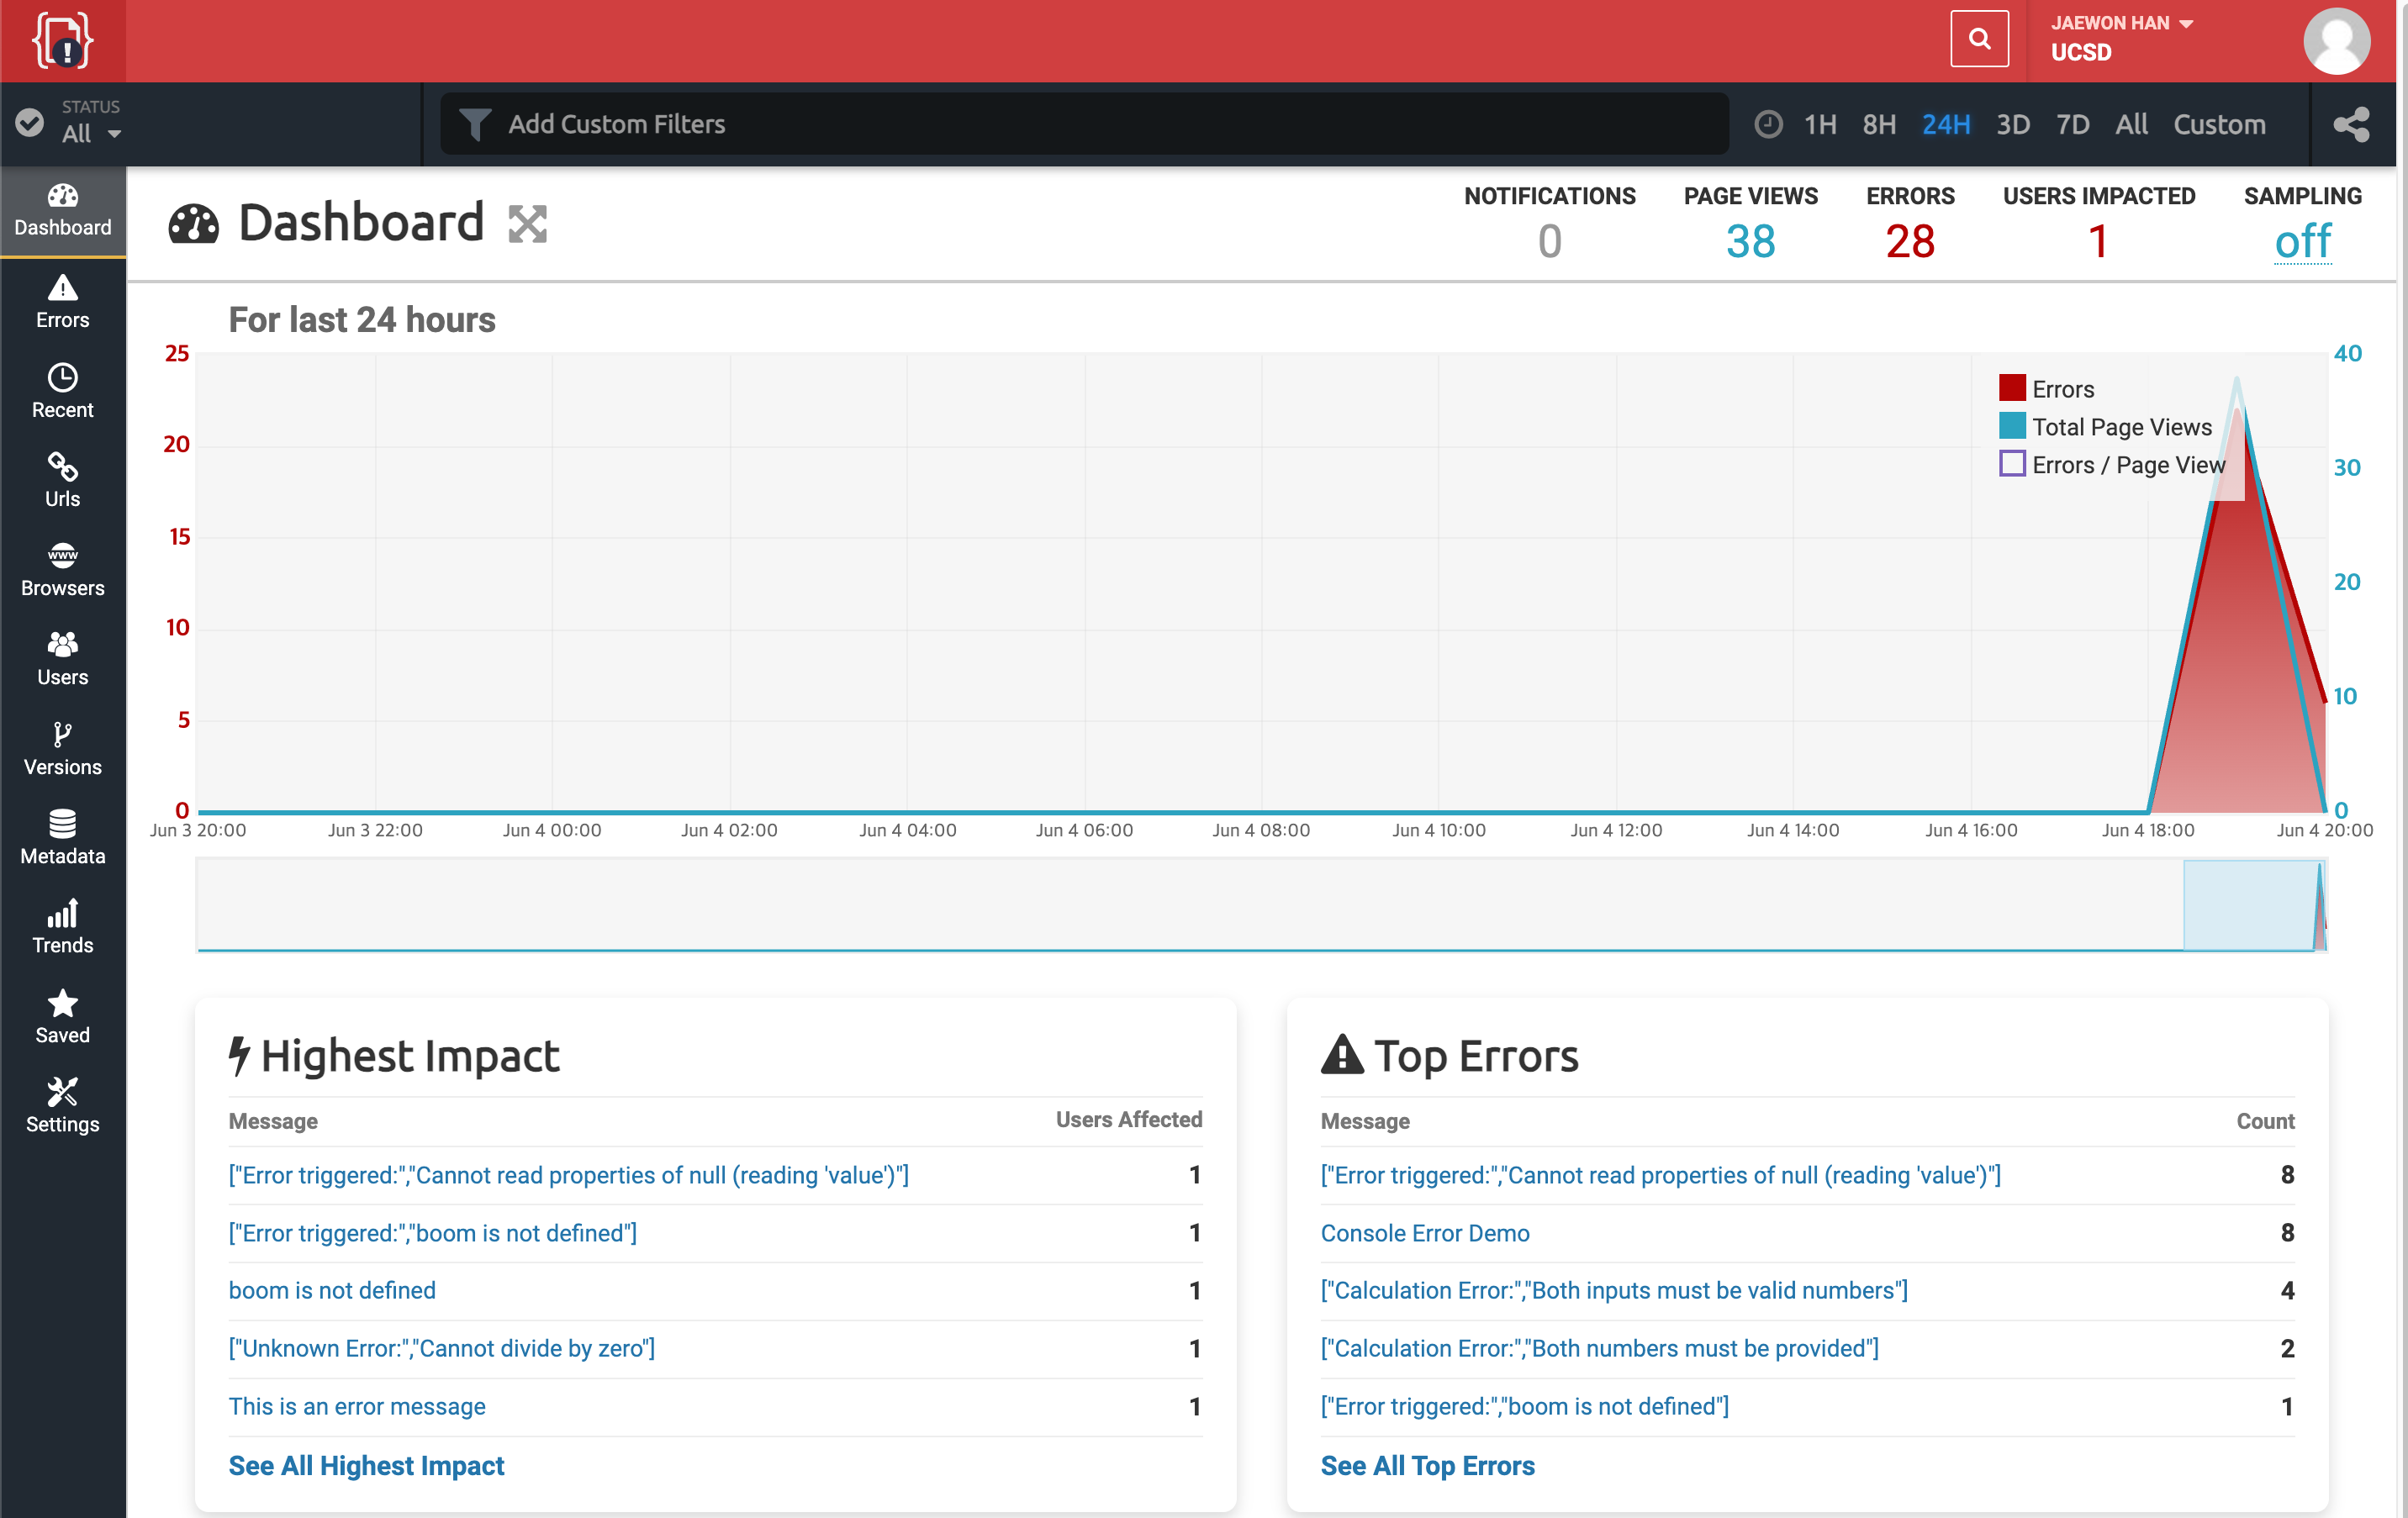 JAEWON HAN
UCSD
STATUS
All
Add Custom Filters
1H 8H 24H 3D 7D All Custom
Dashboard
Errors
Recent
Urls
www
Browsers
Users
Versions
Metadata
Trends
Saved
Settings
Dashboard
NOTIFICATIONS PAGE VIEWS ERRORS USERS IMPACTED SAMPLING
0 38 28 1 off
For last 24 hours
25
20
15
10
5
0
40
30
20
10
0
Errors
Total Page Views
Errors / Page View
Jun 3 20:00 Jun 3 22:00 Jun 4 00:00 Jun 4 02:00 Jun 4 04:00 Jun 4 06:00 Jun 4 08:00 Jun 4 10:00 Jun 4 12:00 Jun 4 14:00 Jun 4 16:00 Jun 4 18:00 Jun 4 20:00
Highest Impact
Message Users Affected
["Error triggered:","Cannot read properties of null (reading 'value')"] 1
["Error triggered:","boom is not defined"] 1
boom is not defined 1
["Unknown Error:","Cannot divide by zero"] 1
This is an error message 1
See All Highest Impact
Top Errors
Message Count
["Error triggered:","Cannot read properties of null (reading 'value')"] 8
Console Error Demo 8
["Calculation Error:","Both inputs must be valid numbers"] 4
["Calculation Error:","Both numbers must be provided"] 2
["Error triggered:","boom is not defined"] 1
See All Top Errors